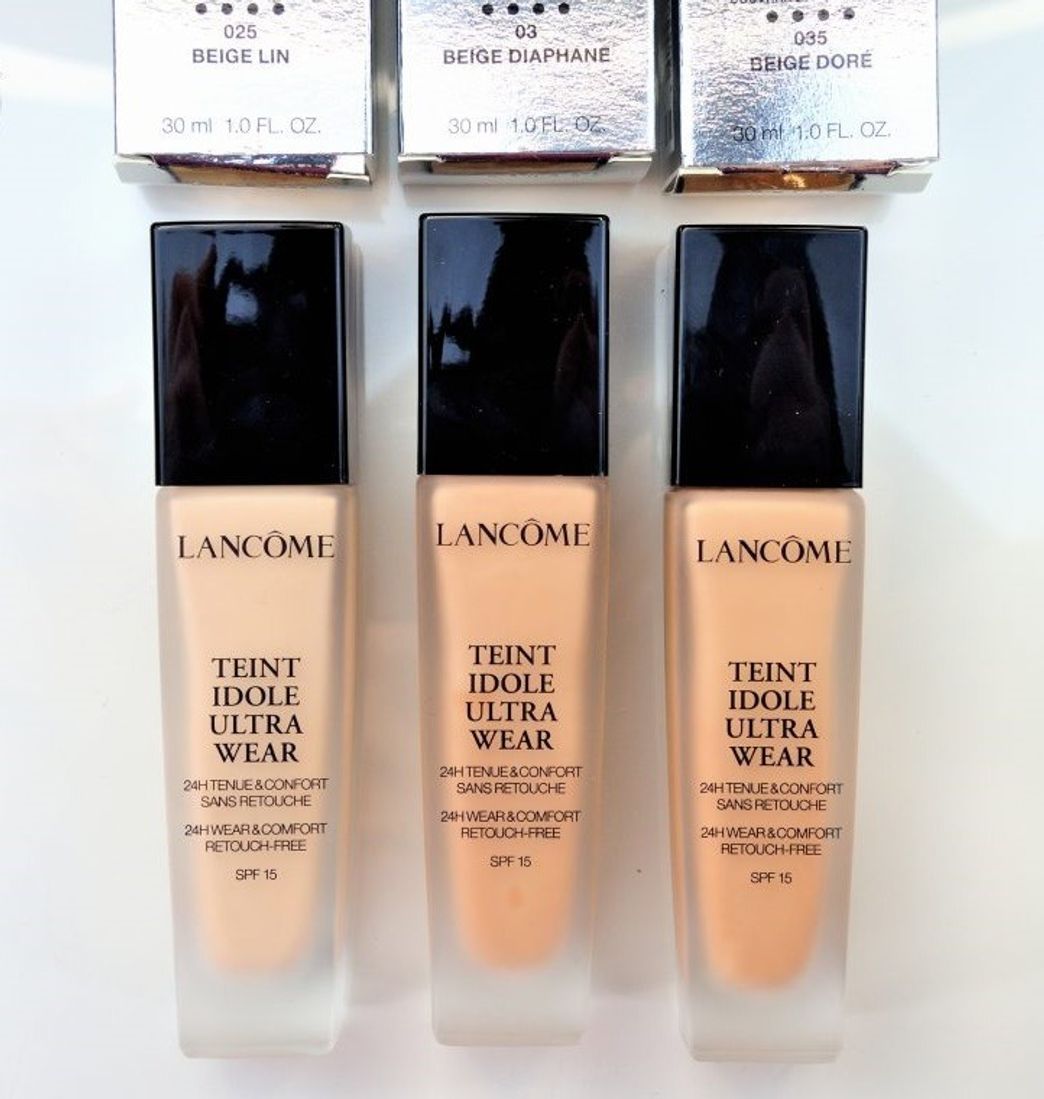 025
BEIGE LIN
30 ml 1.0 FL. OZ.
03
BEIGE DIAPHANE
30 ml 1.0 FL. OZ.
035
BEIGE DORÉ
30 ml 1.0 FL. OZ.
LANCÔME
TEINT
IDOLE
ULTRA
WEAR
24H TENUE & CONFORT
SANS RETOUCHE
24H WEAR & COMFORT
RETOUCH-FREE
SPF 15
LANCÔME
TEINT
IDOLE
ULTRA
WEAR
24H TENUE & CONFORT
SANS RETOUCHE
24H WEAR & COMFORT
RETOUCH-FREE
SPF 15
LANCÔME
TEINT
IDOLE
ULTRA
WEAR
24H TENUE & CONFORT
SANS RETOUCHE
24H WEAR & COMFORT
RETOUCH-FREE
SPF 15